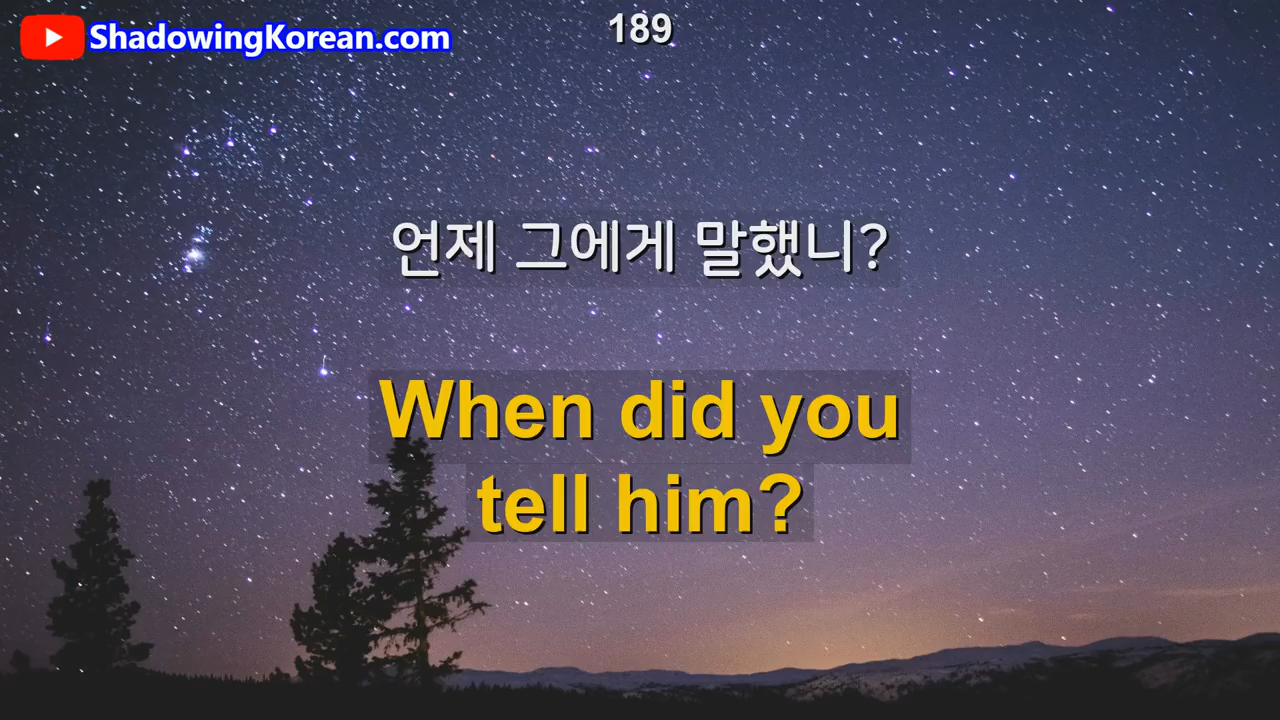 ShadowingKorean.com
189
언제 그에게 말했니?
When did you
tell him?